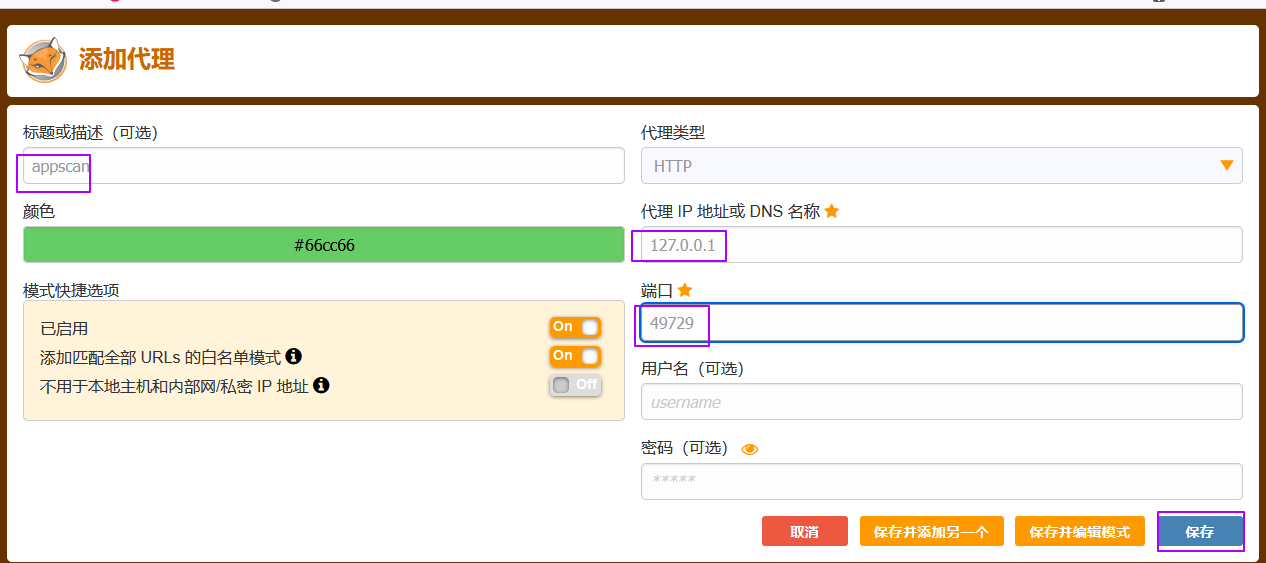 添加代理
标题或描述（可选）
appscan
颜色
#66cc66
模式快捷选项
已启用
On
添加匹配全部 URLs 的白名单模式
On
不用于本地主机和内部网/私密 IP 地址
Off
代理类型
HTTP
代理 IP 地址或 DNS 名称
127.0.0.1
端口
49729
用户名（可选）
username
密码（可选）
*****
取消
保存并添加另一个
保存并编辑模式
保存